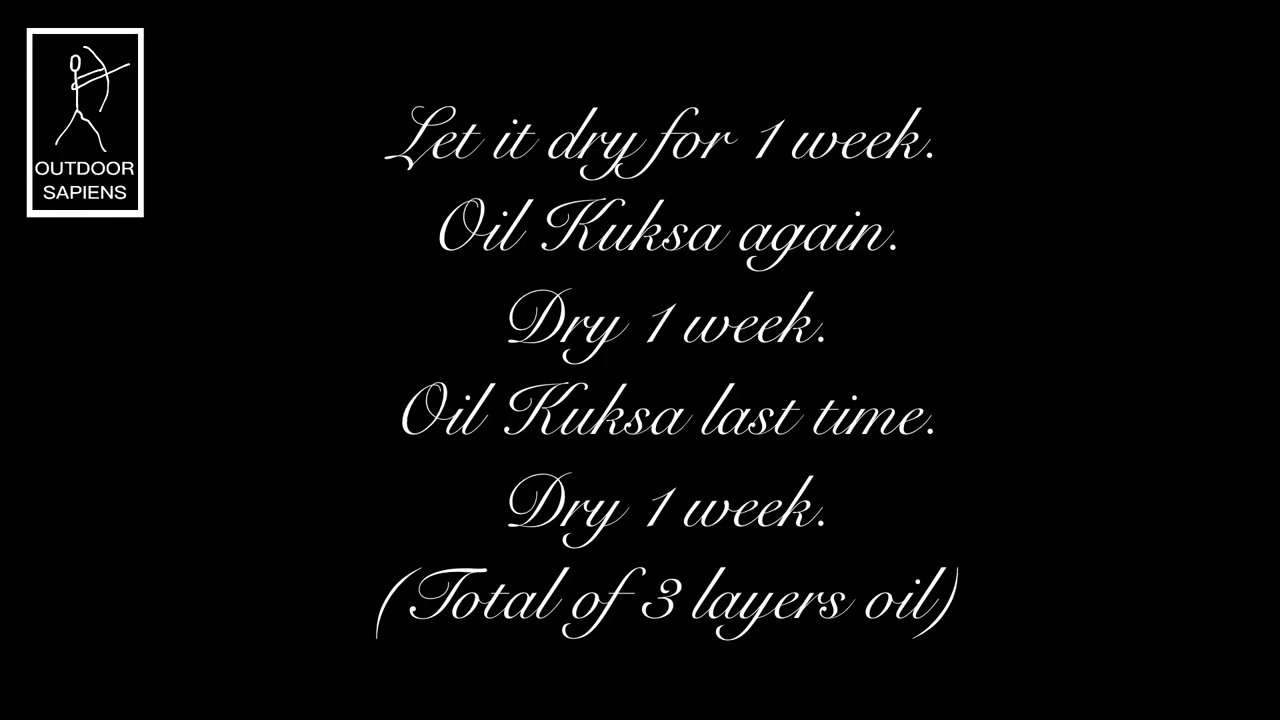 OUTDOOR
SAPIENS
Let it dry for 1 week.
Oil Kuksa again.
Dry 1 week.
Oil Kuksa last time.
Dry 1 week.
(Total of 3 layers oil)